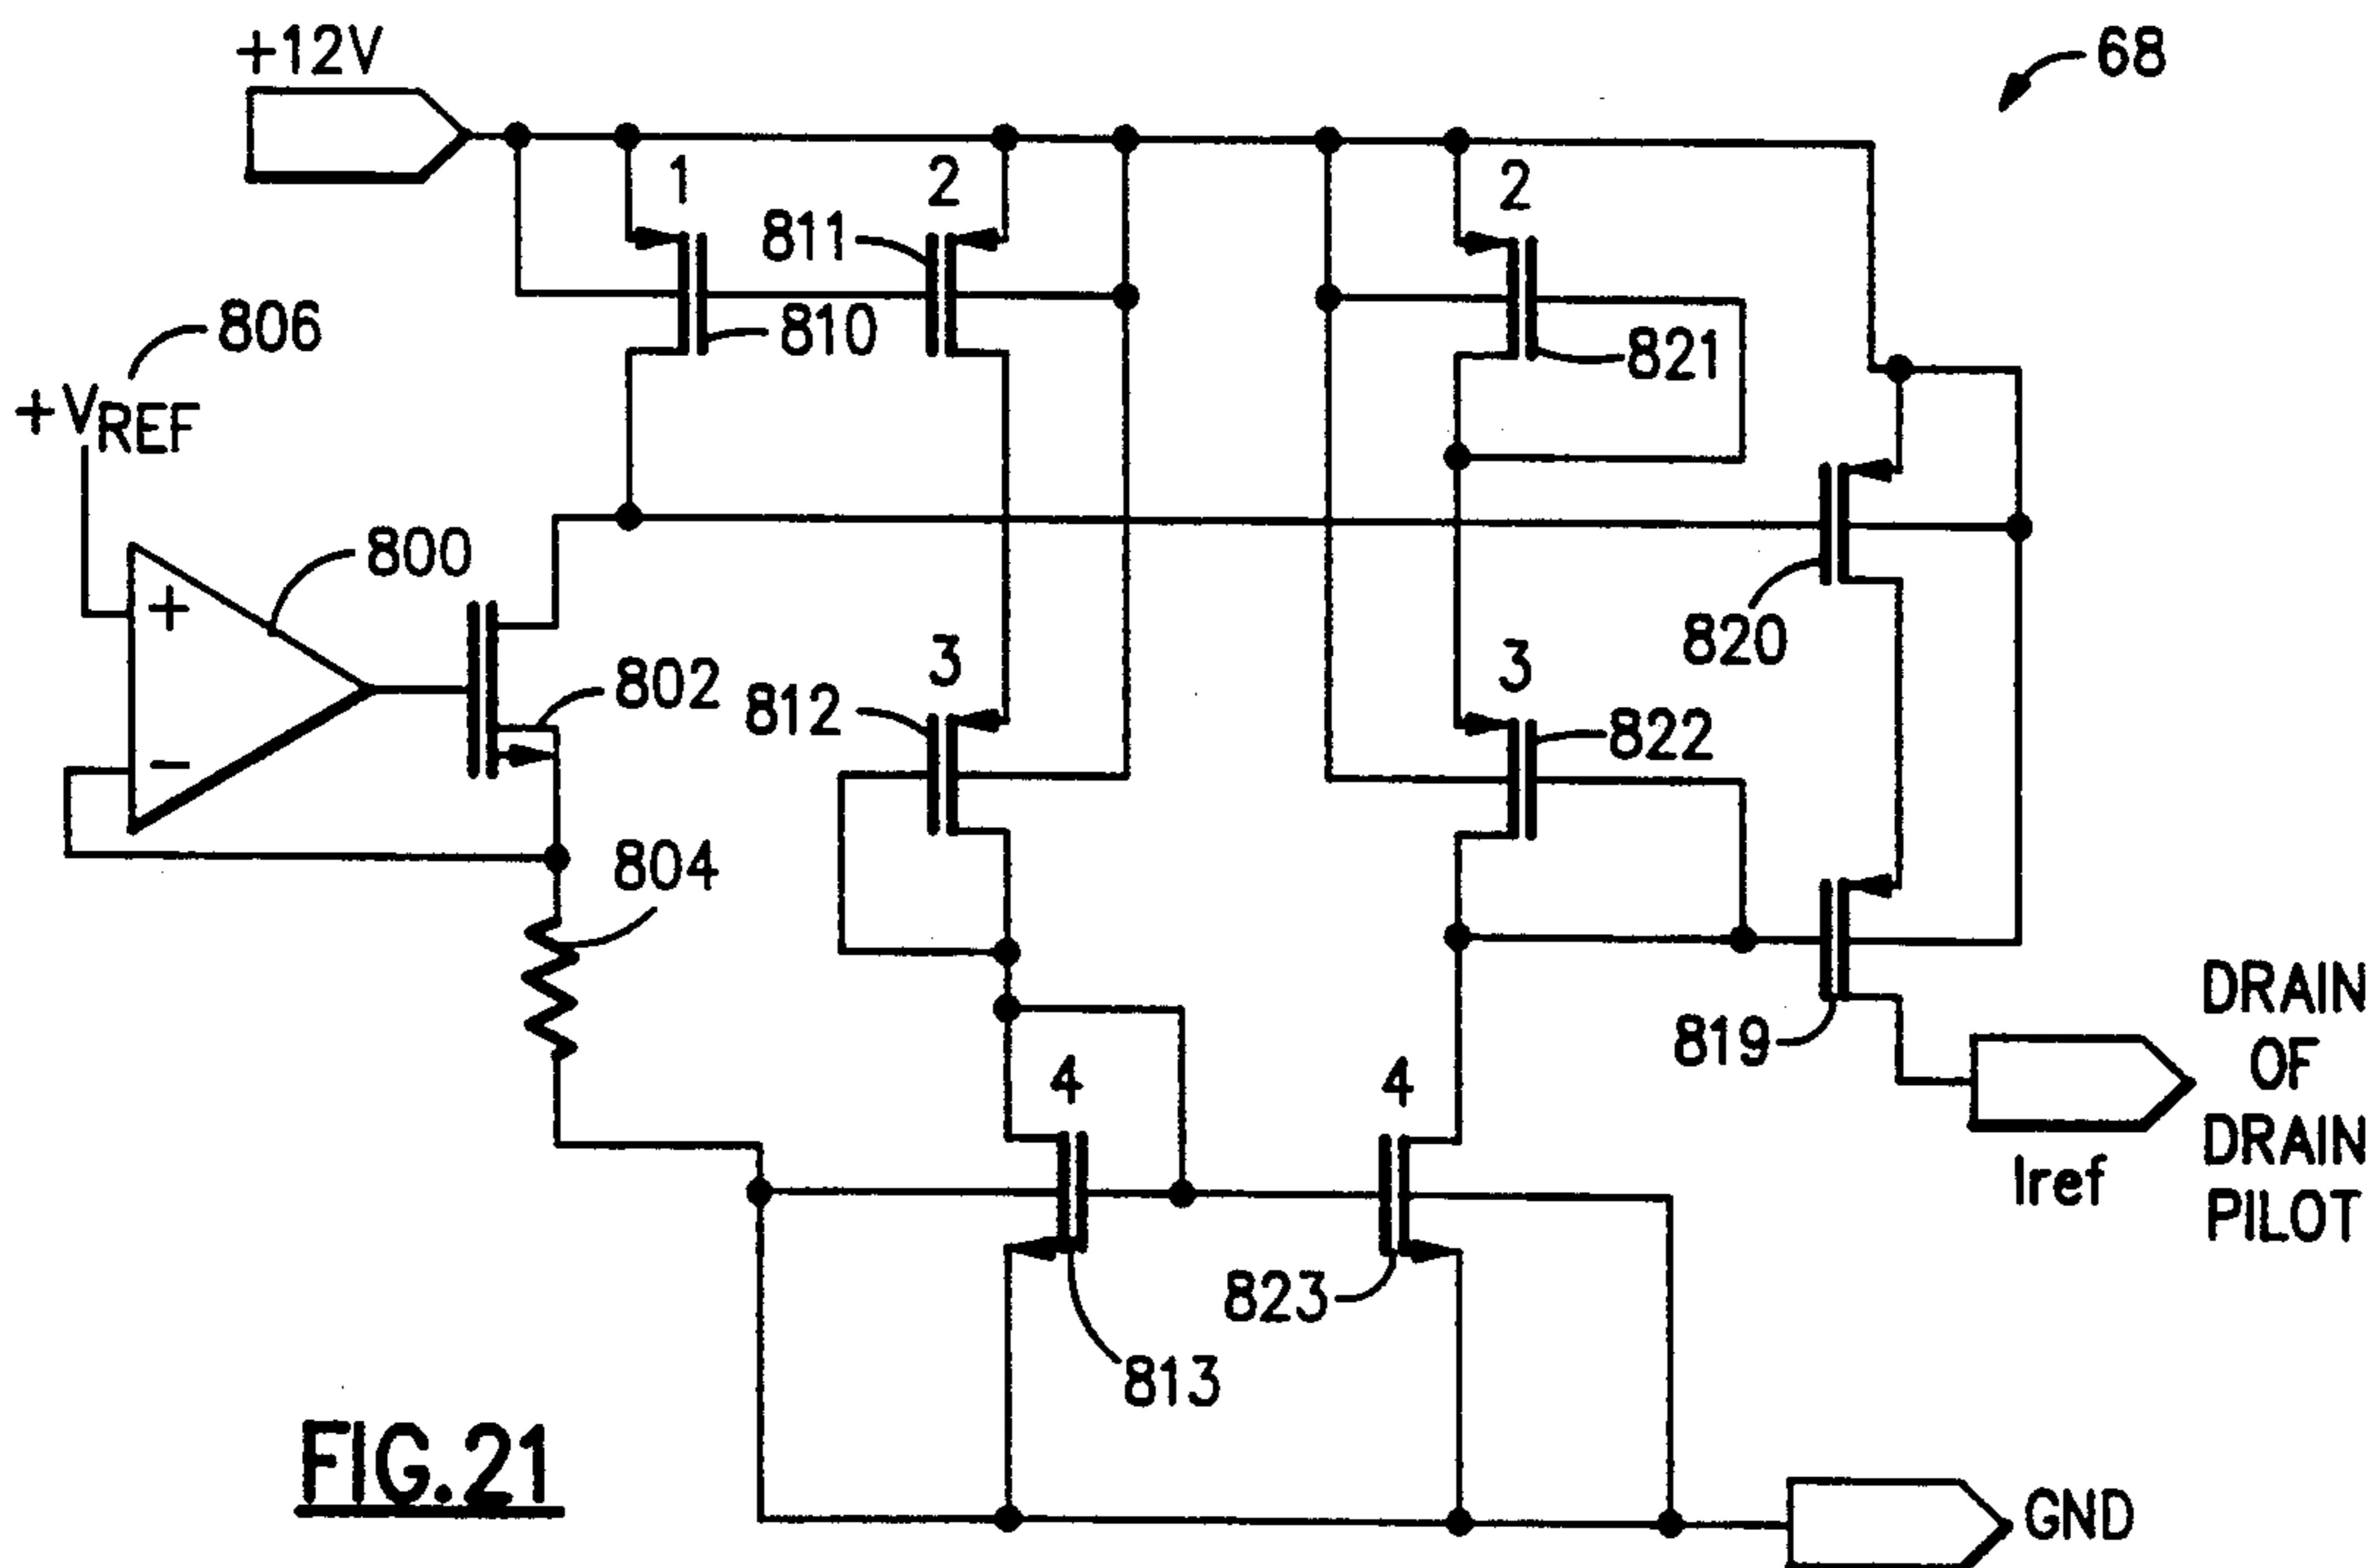 +12V
68
1
2
2
811
810
821
806
+VREF
800
820
802
3
3
812
822
804
819
4
4
DRAIN
OF
DRAIN
PILOT
Iref
823
813
FIG.21
GND
+
−